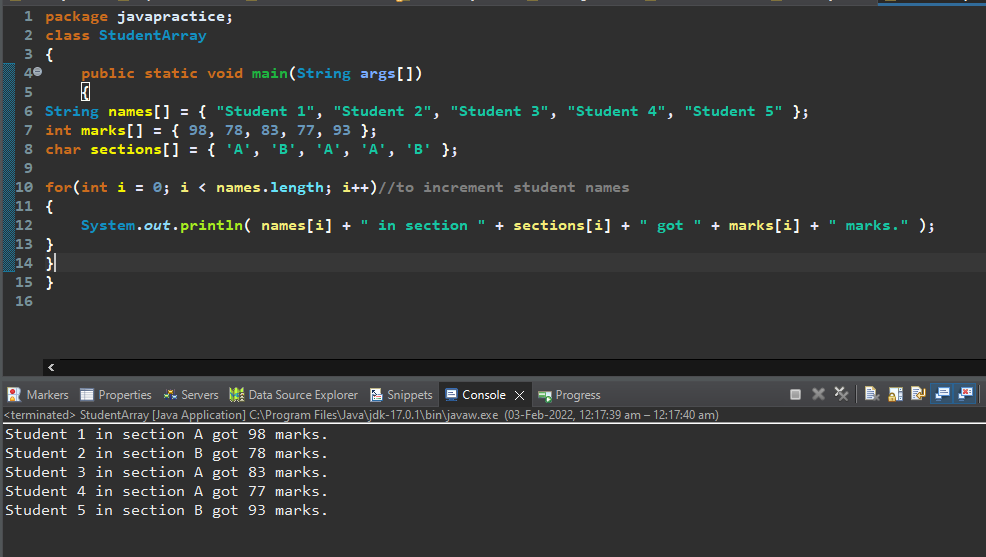 1 package javapractice;
2 class StudentArray
3 {
4 public static void main(String args[])
5 {
6 String names[] = { "Student 1", "Student 2", "Student 3", "Student 4", "Student 5" };
7 int marks[] = { 98, 78, 83, 77, 93 };
8 char sections[] = { 'A', 'B', 'A', 'A', 'B' };
9
10 for(int i = 0; i < names.length; i++)//to increment student names
11 {
12 System.out.println( names[i] + " in section " + sections[i] + " got " + marks[i] + " marks." );
13 }
14 }
15 }
16
Markers Properties Servers Data Source Explorer Snippets Console Progress
<terminated> StudentArray [Java Application] C:\Program Files\Java\jdk-17.0.1\bin\javaw.exe (03-Feb-2022, 12:17:39 am – 12:17:40 am)
Student 1 in section A got 98 marks.
Student 2 in section B got 78 marks.
Student 3 in section A got 83 marks.
Student 4 in section A got 77 marks.
Student 5 in section B got 93 marks.